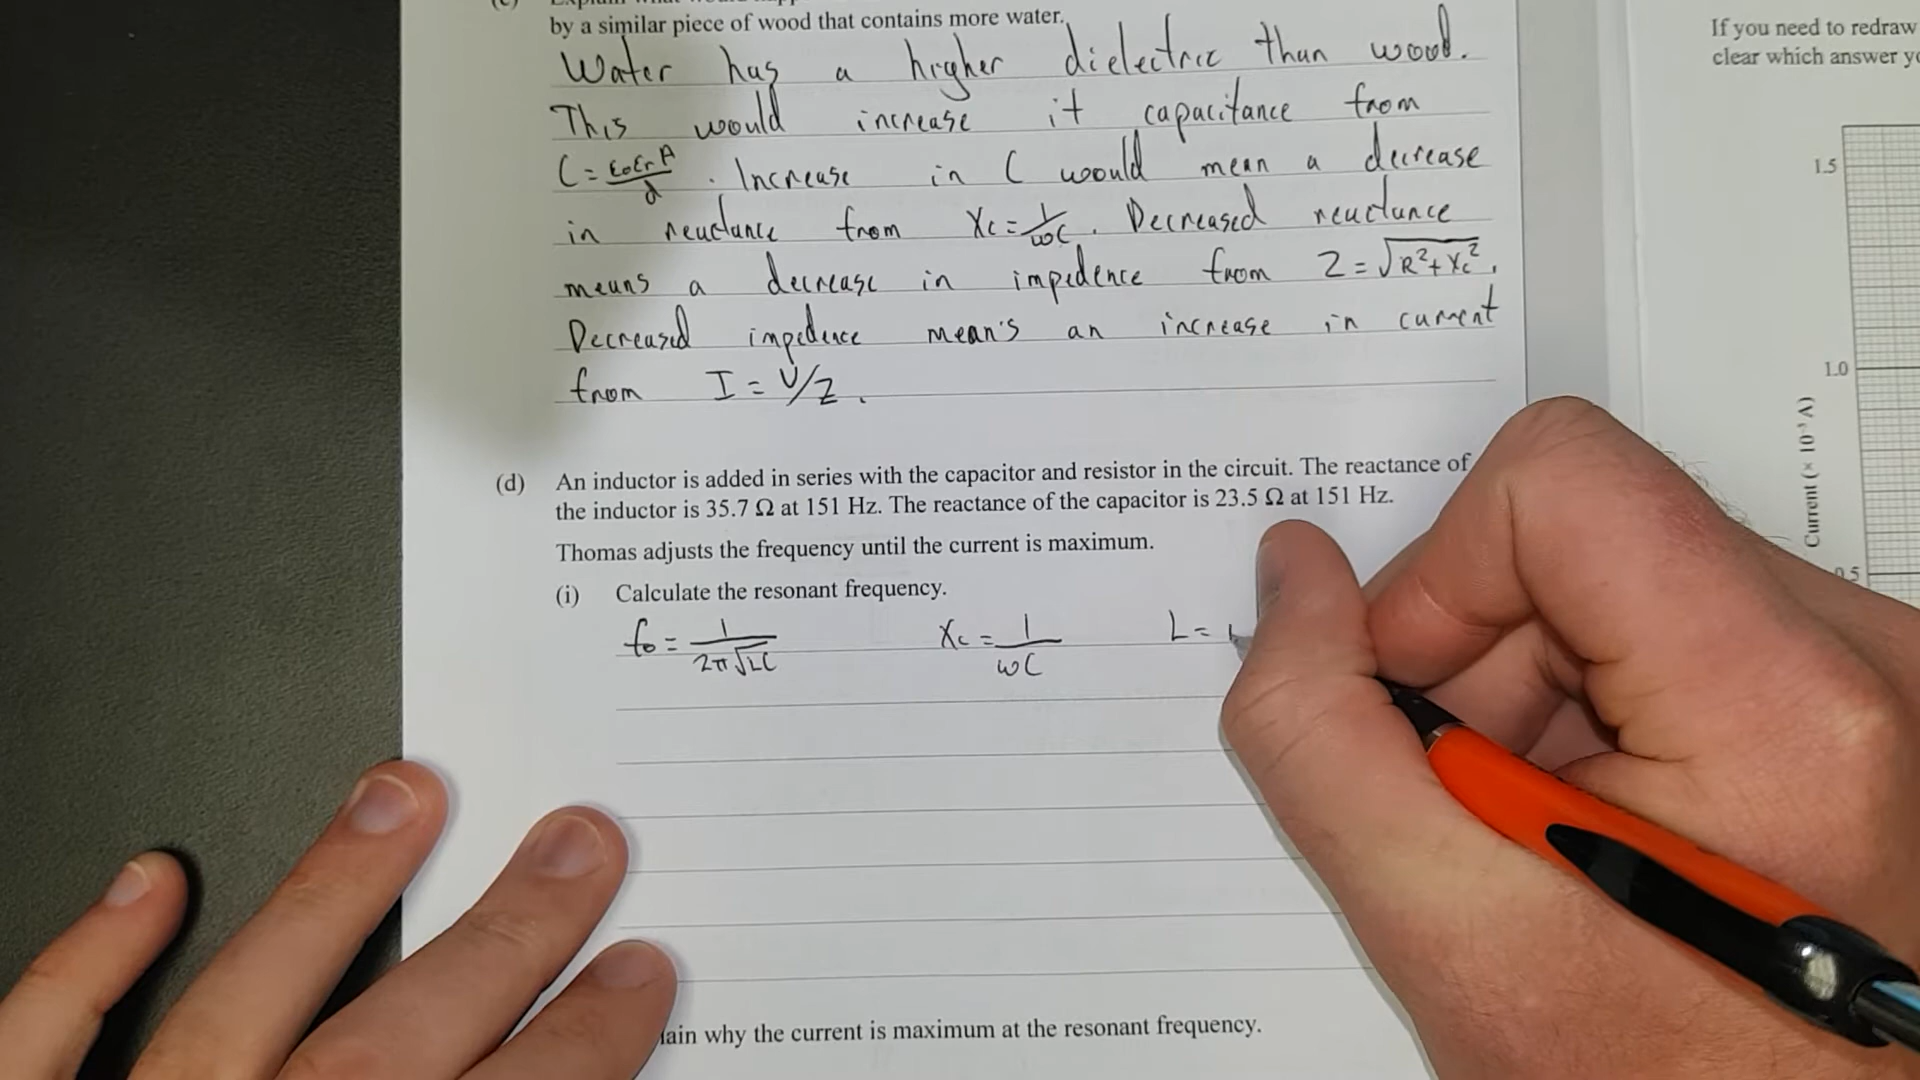 by a similar piece of wood that contains more water.
Water has a higher dielectric than wood.
This would increase it capacitance from
C = ε₀εᵣA/d . Increase in C would mean a decrease
in reactance from Xc = 1/ωC . Decreased reactance
means a decrease in impedence from Z = √R²+Xc² .
Decreased impedence mean's an increase in current
from I = V/Z .
(d) An inductor is added in series with the capacitor and resistor in the circuit. The reactance of
the inductor is 35.7 Ω at 151 Hz. The reactance of the capacitor is 23.5 Ω at 151 Hz.
Thomas adjusts the frequency until the current is maximum.
(i) Calculate the resonant frequency.
f₀ = 1/2π√LC Xc = 1/ωC L =
why the current is maximum at the resonant frequency.
If you need to redraw
clear which answer
1.5
1.0
Current (× 10⁻³ A)
0.5